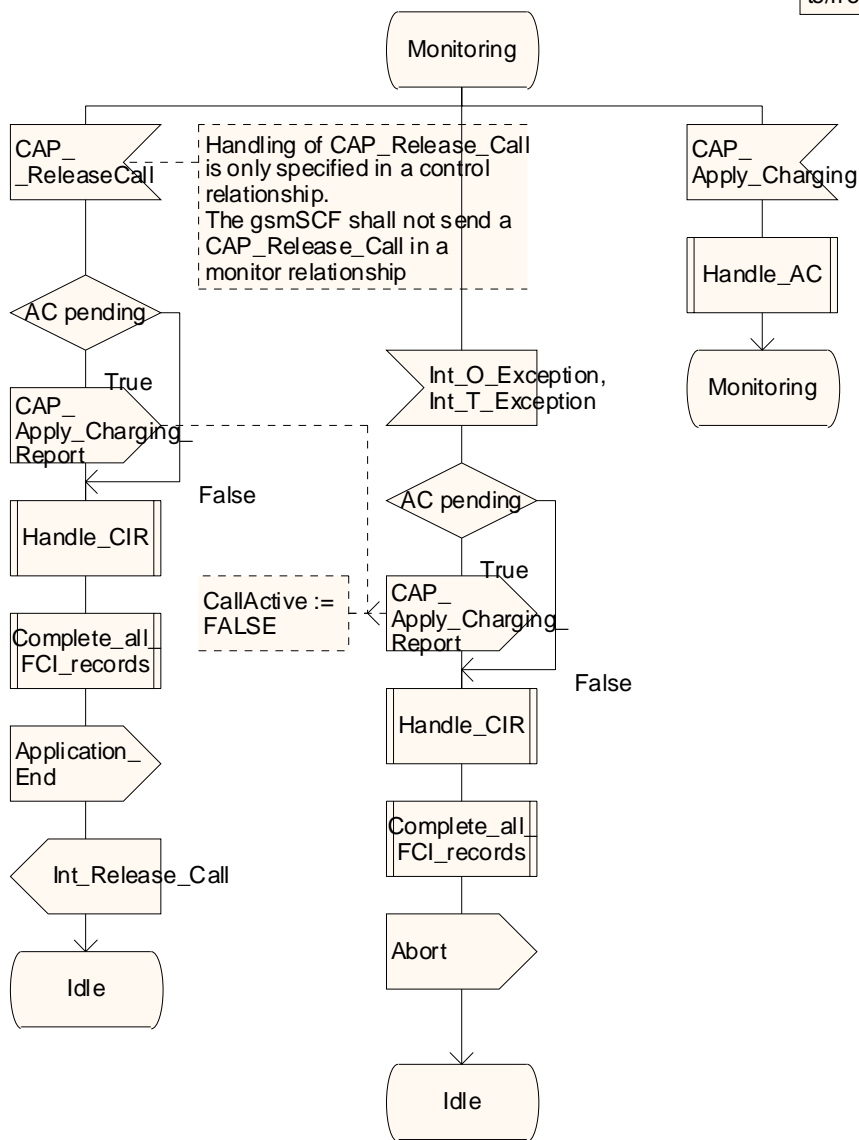 Monitoring
CAP_
_ReleaseCall
Handling of CAP_Release_Call
is only specified in a control
relationship.
The gsmSCF shall not send a
CAP_Release_Call in a
monitor relationship
CAP_
Apply_Charging
Handle_AC
Monitoring
AC pending
True
CAP_
Apply_Charging_
Report
False
Handle_CIR
Complete_all_
FCI_records
Application_
End
Int_Release_Call
Idle
Int_O_Exception,
Int_T_Exception
AC pending
True
CallActive :=
FALSE
CAP_
Apply_Charging_
Report
False
Handle_CIR
Complete_all_
FCI_records
Abort
Idle